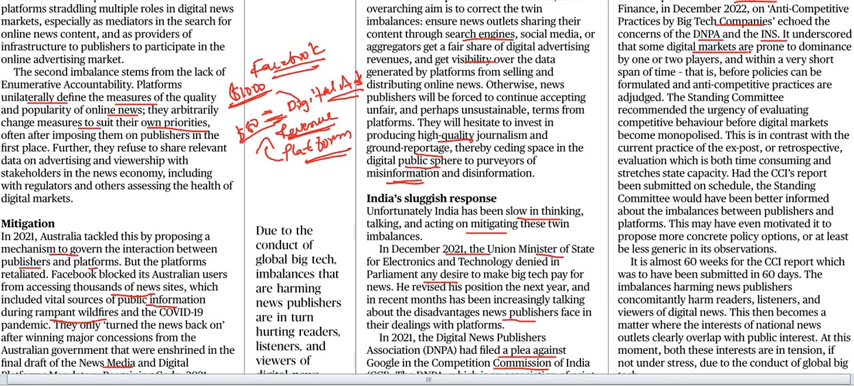 platforms straddling multiple roles in digital news
markets, especially as mediators in the search for
online news content, and as providers of
infrastructure to publishers to participate in the
online advertising market.
The second imbalance stems from the lack of
Enumerative Accountability. Platforms
unilaterally define the measures of the quality
and popularity of online news; they arbitrarily
change measures to suit their own priorities,
often after imposing them on publishers in the
first place. Further, they refuse to share relevant
data on advertising and viewership with
stakeholders in the news economy, including
with regulators and others assessing the health of
digital markets.
Mitigation
In 2021, Australia tackled this by proposing a
mechanism to govern the interaction between
publishers and platforms. But the platforms
retaliated. Facebook blocked its Australian users
from accessing thousands of news sites, which
included vital sources of public information
during rampant wildfires and the COVID-19
pandemic. They only 'turned the news back on'
after winning major concessions from the
Australian government that were enshrined in the
final draft of the News Media and Digital
Facebook
$1000
Digital Ad
$80 =
Revenue
Platform
Due to the
conduct of
global big tech,
imbalances that
are harming
news publishers
are in turn
hurting readers,
listeners, and
viewers of
overarching aim is to correct the twin
imbalances: ensure news outlets sharing their
content through search engines, social media, or
aggregators get a fair share of digital advertising
revenues, and get visibility over the data
generated by platforms from selling and
distributing online news. Otherwise, news
publishers will be forced to continue accepting
unfair, and perhaps unsustainable, terms from
platforms. They will hesitate to invest in
producing high-quality journalism and
ground-reportage, thereby ceding space in the
digital public sphere to purveyors of
misinformation and disinformation.
India's sluggish response
Unfortunately India has been slow in thinking,
talking, and acting on mitigating these twin
imbalances.
In December 2021, the Union Minister of State
for Electronics and Technology denied in
Parliament any desire to make big tech pay for
news. He revised his position the next year, and
in recent months has been increasingly talking
about the disadvantages news publishers face in
their dealings with platforms.
In 2021, the Digital News Publishers
Association (DNPA) had filed a plea against
Google in the Competition Commission of India
Finance, in December 2022, on 'Anti-Competitive
Practices by Big Tech Companies' echoed the
concerns of the DNPA and the INS. It underscored
that some digital markets are prone to dominance
by one or two players, and within a very short
span of time - that is, before policies can be
formulated and anti-competitive practices are
adjudged. The Standing Committee
recommended the urgency of evaluating
competitive behaviour before digital markets
become monopolised. This is in contrast with the
current practice of the ex-post, or retrospective,
evaluation which is both time consuming and
stretches state capacity. Had the CCI's report
been submitted on schedule, the Standing
Committee would have been better informed
about the imbalances between publishers and
platforms. This may have even motivated it to
propose more concrete policy options, or at least
be less generic in its observations.
It is almost 60 weeks for the CCI report which
was to have been submitted in 60 days. The
imbalances harming news publishers
concomitantly harm readers, listeners, and
viewers of digital news. This then becomes a
matter where the interests of national news
outlets clearly overlap with public interest. At this
moment, both these interests are in tension, if
not under stress, due to the conduct of global big